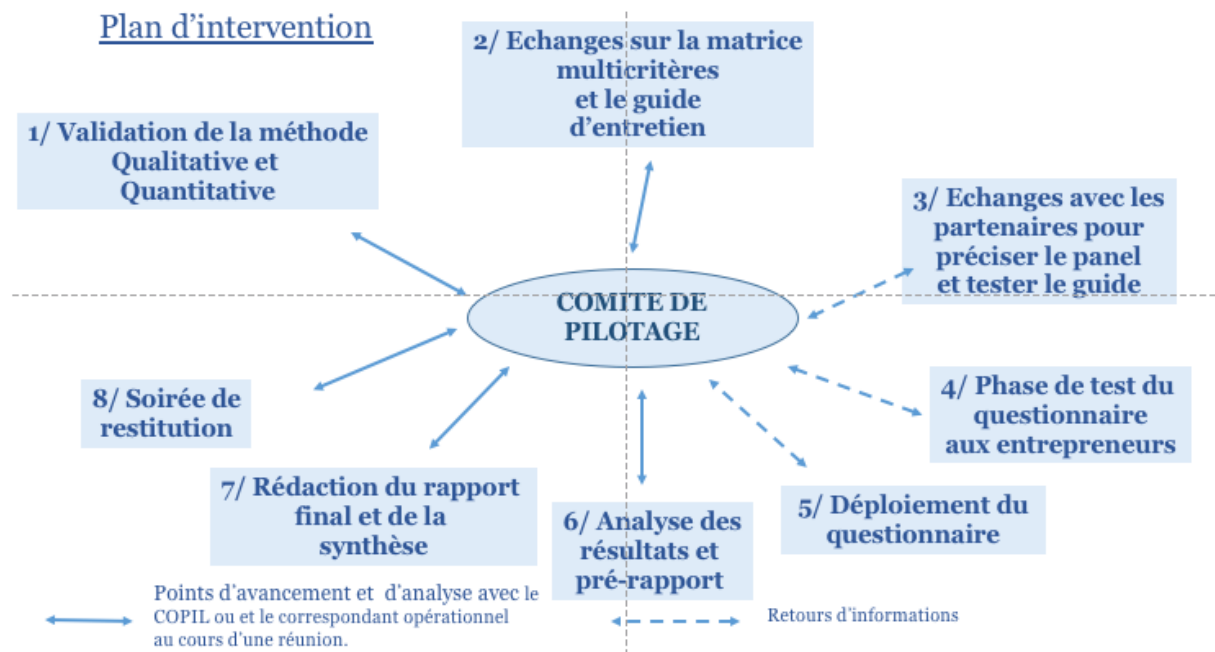 Plan d'intervention
1/ Validation de la méthode
Qualitative et
Quantitative
2/ Echanges sur la matrice
multicritères
et le guide
d'entretien
3/ Echanges avec les
partenaires pour
préciser le panel
et tester le guide
COMITE DE
PILOTAGE
4/ Phase de test du
questionnaire
aux entrepreneurs
5/ Déploiement du
questionnaire
6/ Analyse des
résultats et
pré-rapport
7/ Rédaction du rapport
final et de la
synthèse
8/ Soirée de
restitution
Points d'avancement et d'analyse avec le
COPIL ou et le correspondant opérationnel
au cours d'une réunion.
Retours d'informations